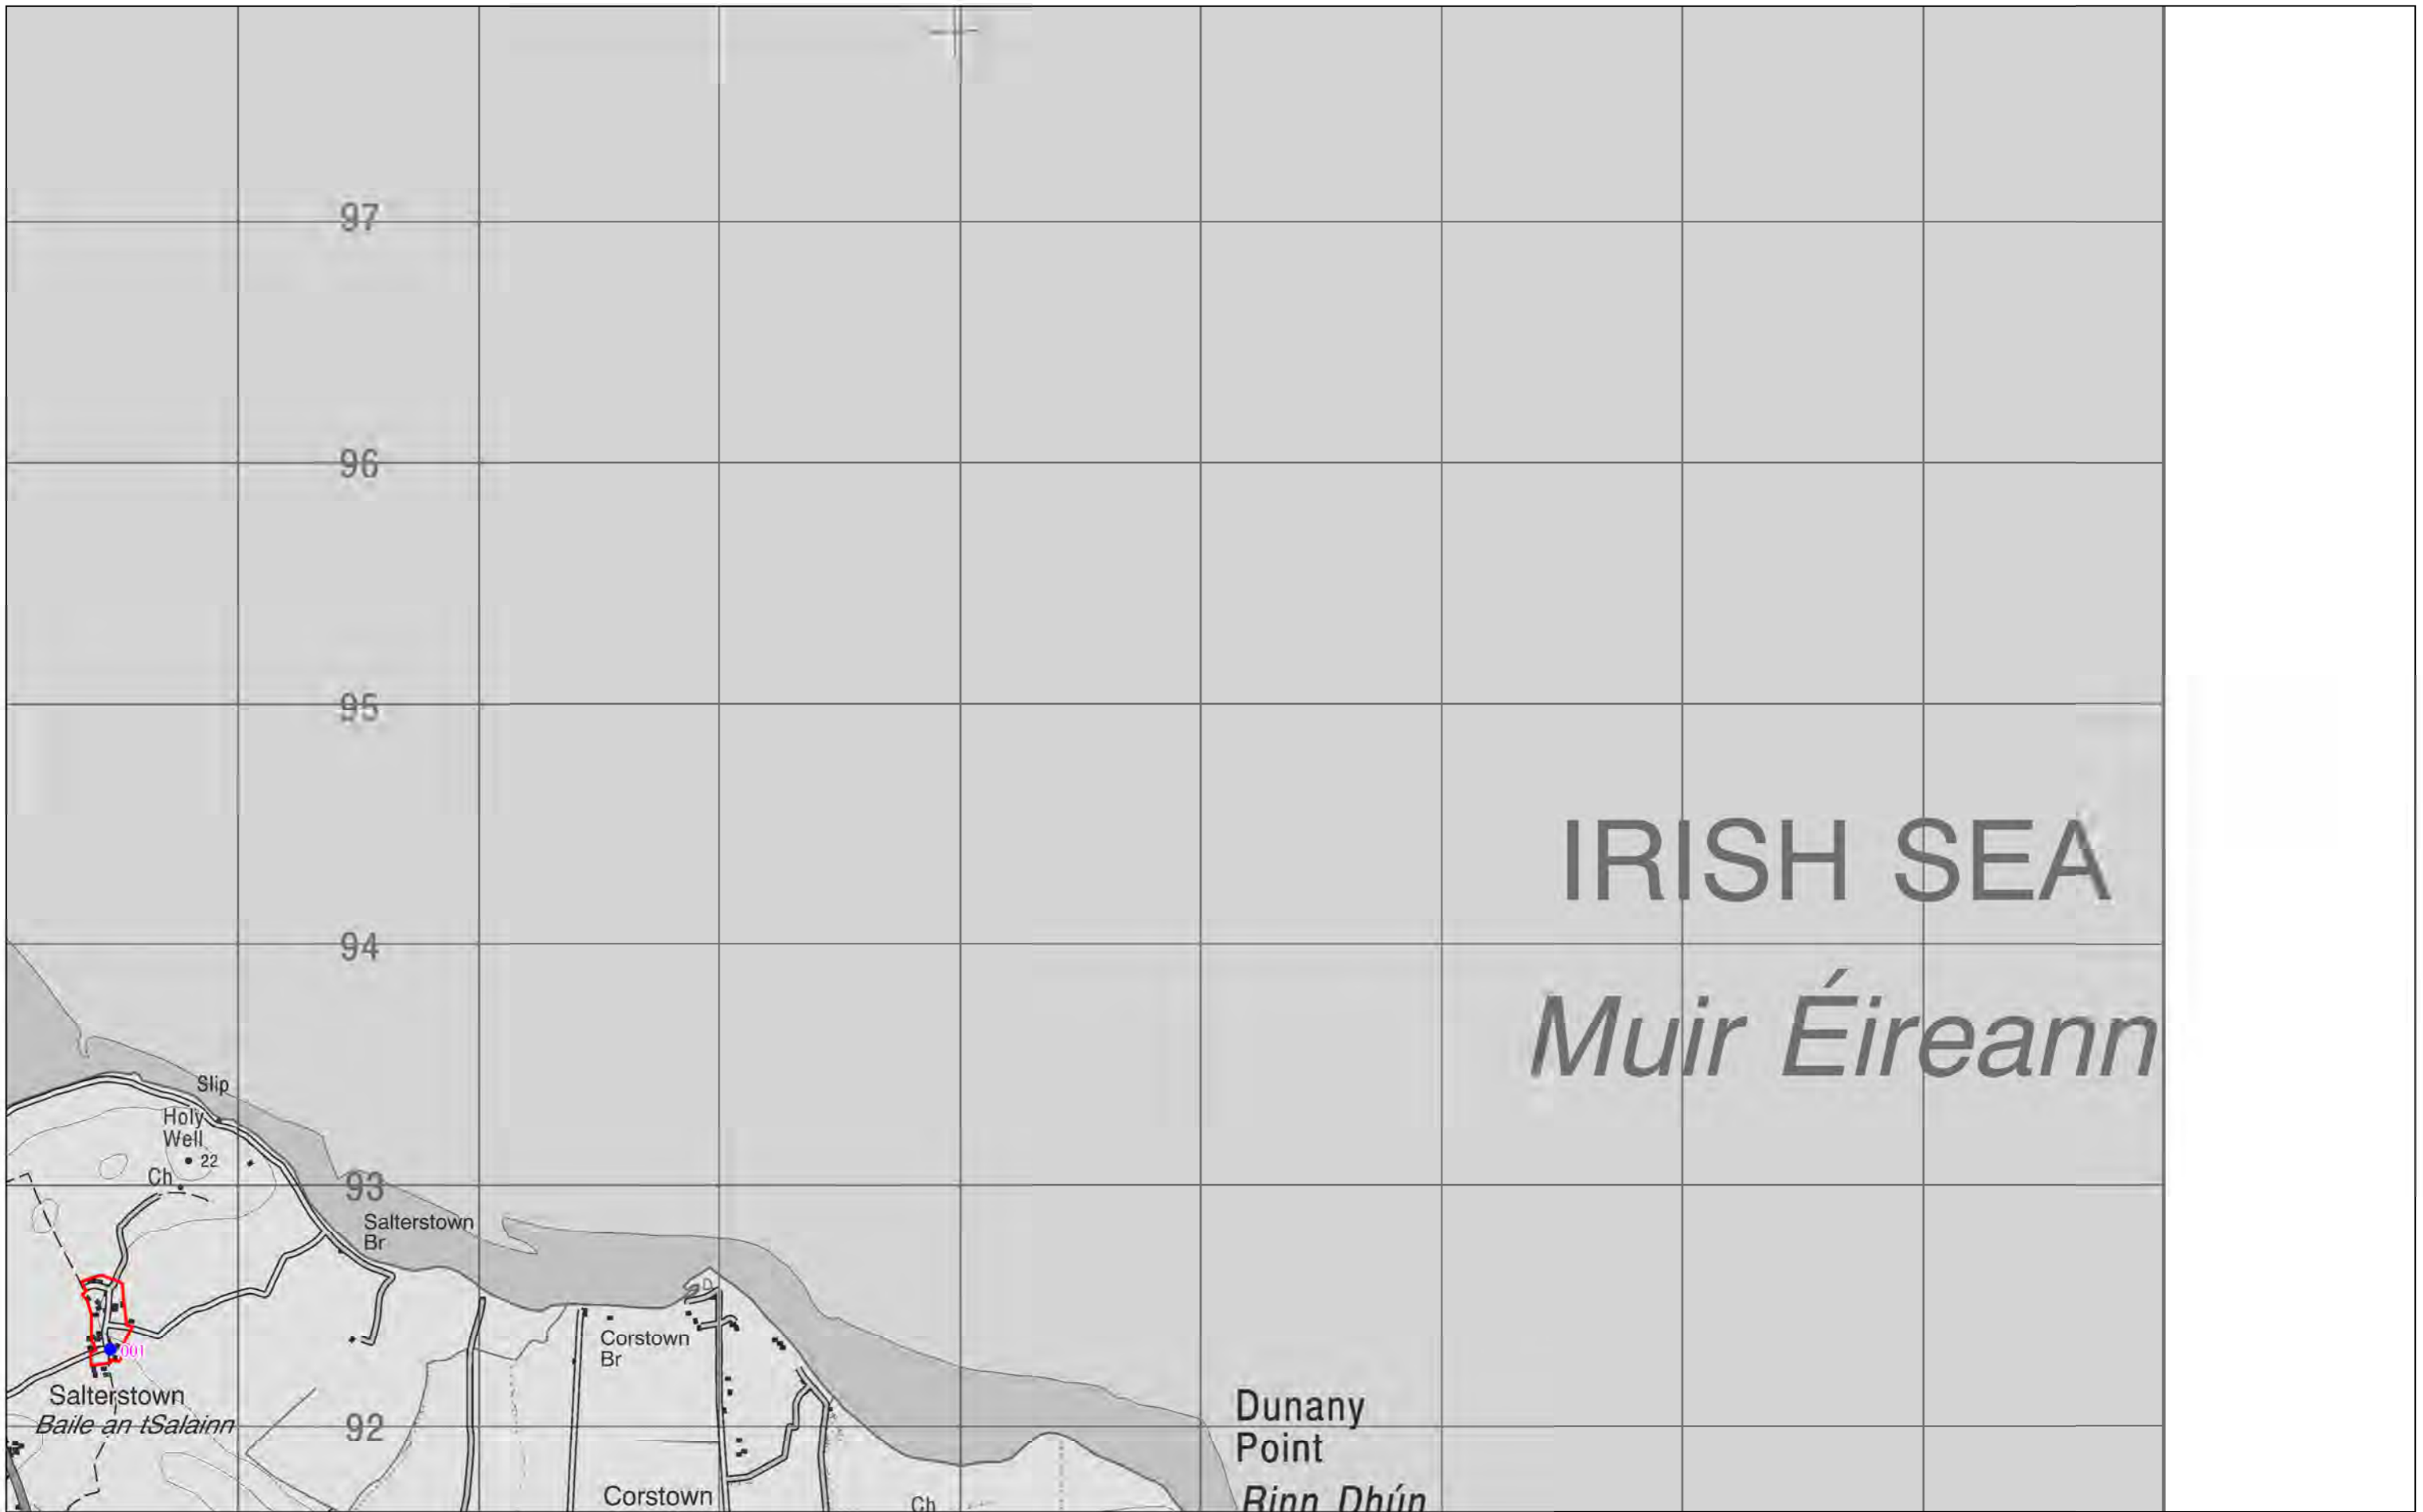 97
96
95
IRISH SEA
94
Muir Éireann
Slip
Holy
Well
22
Ch
93
Salterstown
Br
D
Corstown
Br
001
Salterstown
Baile an tSalainn
92
Dunany
Point
Corstown
Ch
Rinn Dhún